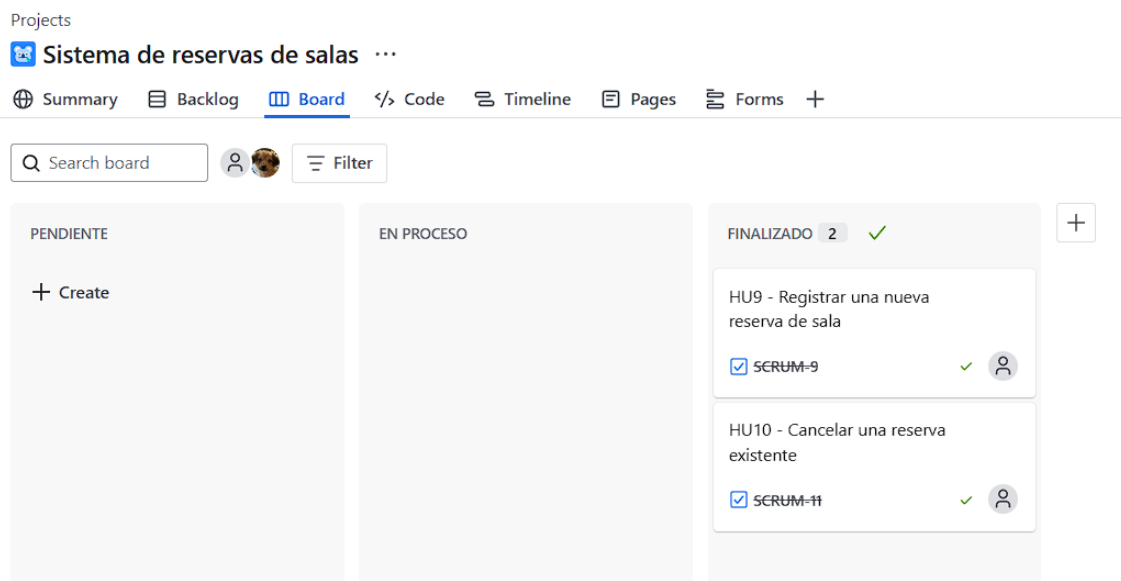 Projects
Sistema de reservas de salas
Summary Backlog Board Code Timeline Pages Forms
Search board Filter
PENDIENTE EN PROCESO FINALIZADO 2
Create
HU9 - Registrar una nueva
reserva de sala
SCRUM-9
HU10 - Cancelar una reserva
existente
SCRUM-11